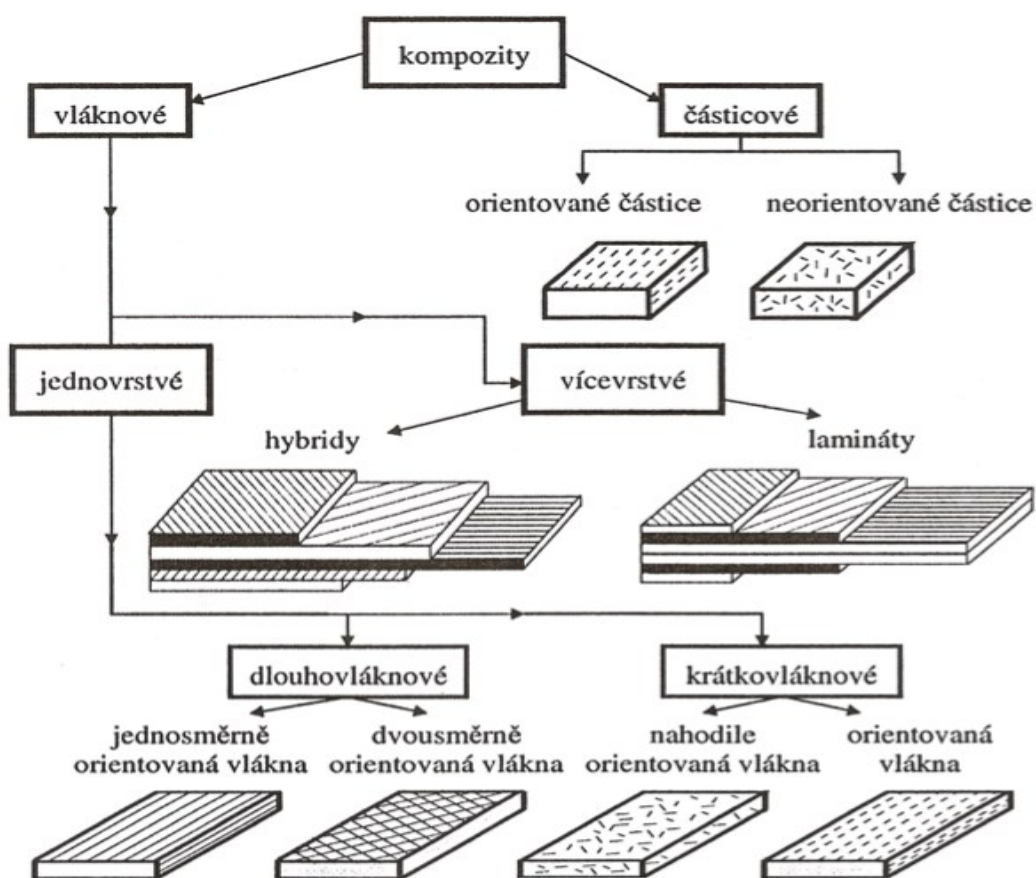 kompozity
vláknové
částicové
orientované částice
neorientované částice
jednovrstvé
vícevrstvé
hybridy
lamináty
dlouhovláknové
krátkovláknové
jednosměrně
orientovaná vlákna
dvousměrně
orientovaná vlákna
nahodile
orientovaná vlákna
orientovaná
vlákna